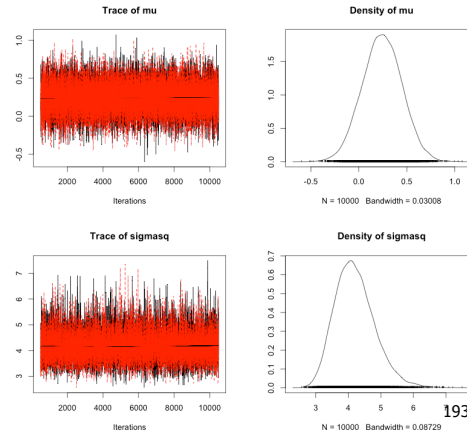 Trace of mu
1.0
0.5
0.0
-0.5
2000 4000 6000 8000 10000
Iterations
Density of mu
1.5
1.0
0.5
0.0
-0.5 0.0 0.5 1.0
N = 10000 Bandwidth = 0.03008
Trace of sigmasq
7
6
5
4
3
2000 4000 6000 8000 10000
Iterations
Density of sigmasq
0.7
0.6
0.5
0.4
0.3
0.2
0.1
0.0
3 4 5 6 7
N = 10000 Bandwidth = 0.08729
193